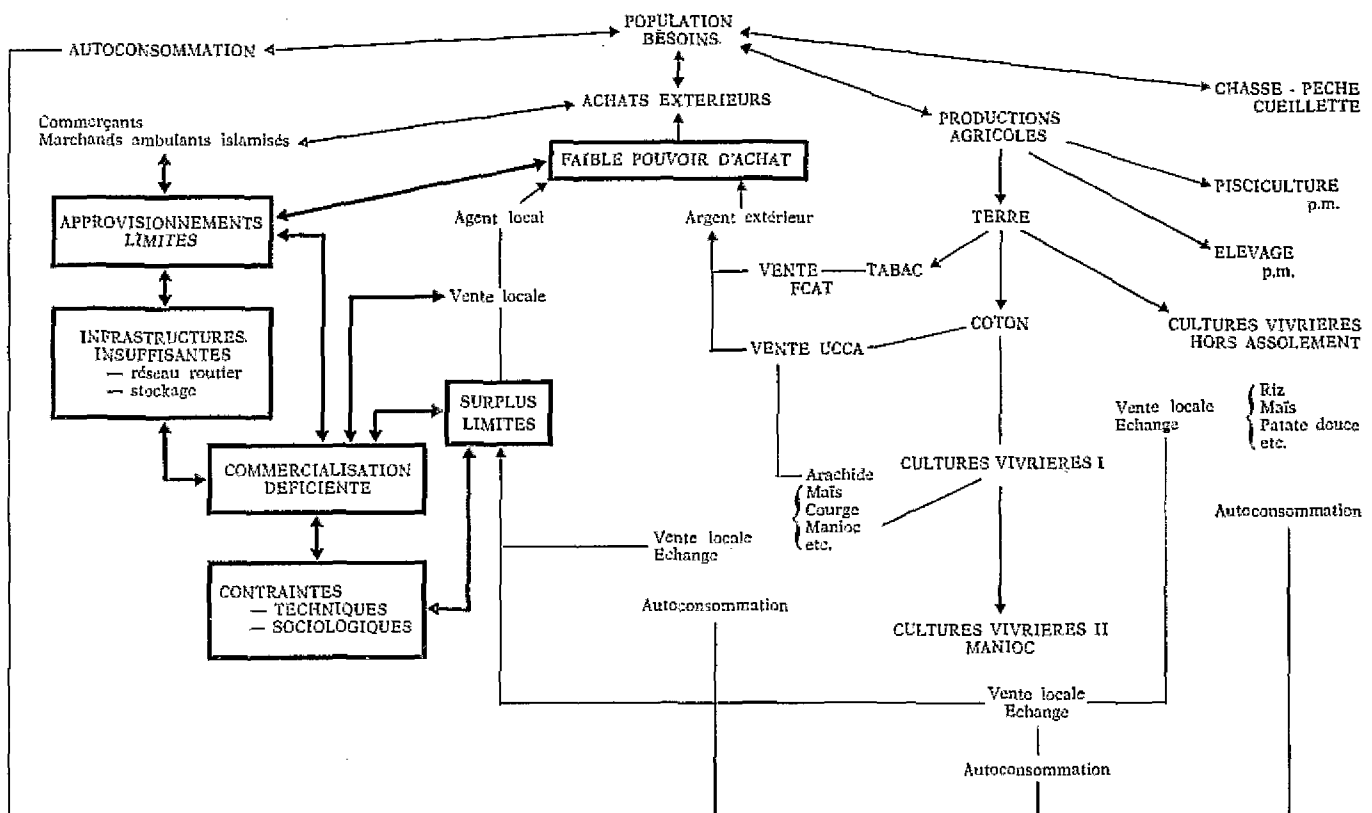 POPULATION
BESOINS.
AUTOCONSOMMATION
CHASSE - PECHE
CUEILLETTE
ACHATS EXTERIEURS
Commerçants
Marchands ambulants islamisés
PRODUCTIONS
AGRICOLES
FAIBLE POUVOIR D'ACHAT
PISCICULTURE
p.m.
APPROVISIONNEMENTS
LIMITES
Agent local
Argent extérieur
TERRE
ELEVAGE
p.m.
VENTE
FCAT
TABAC
Vente locale
COTON
CULTURES VIVRIERES
HORS ASSOLEMENT
INFRASTRUCTURES.
INSUFFISANTES
— réseau routier
— stockage
VENTE UCCA
SURPLUS
LIMITES
Vente locale
Echange
Riz
Maïs
Patate douce
etc.
COMMERCIALISATION
DEFICIENTE
CULTURES VIVRIERES I
Arachide
Maïs
Courge
Manioc
etc.
Autoconsommation
Vente locale
Echange
CONTRAINTES
— TECHNIQUES
— SOCIOLOGIQUES
Autoconsommation
CULTURES VIVRIERES II
MANIOC
Vente locale
Echange
Autoconsommation